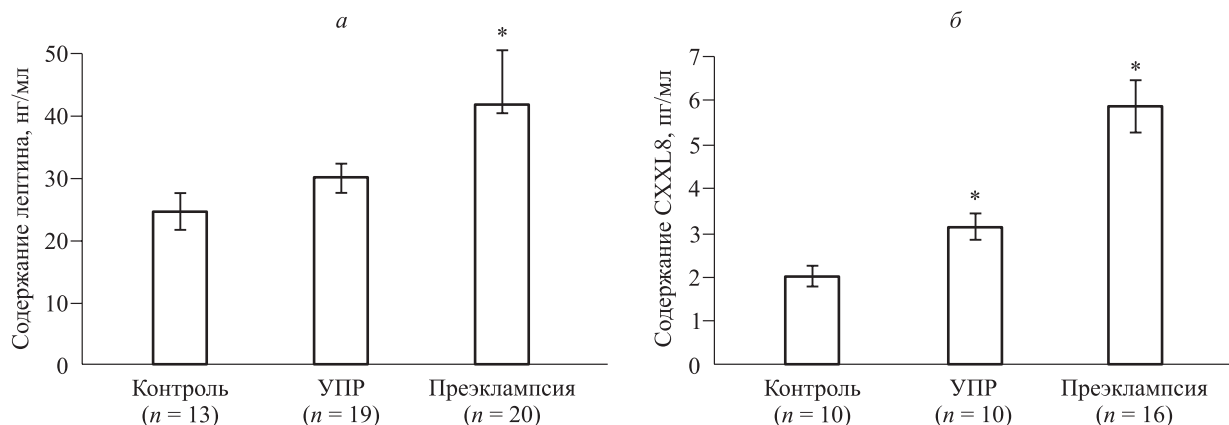 а
Содержание лептина, нг/мл
50
40
30
20
10
0
*
Контроль
(n = 13)
УПР
(n = 19)
Преэклампсия
(n = 20)
б
Содержание CXXL8, пг/мл
7
6
5
4
3
2
1
0
*
*
Контроль
(n = 10)
УПР
(n = 10)
Преэклампсия
(n = 16)